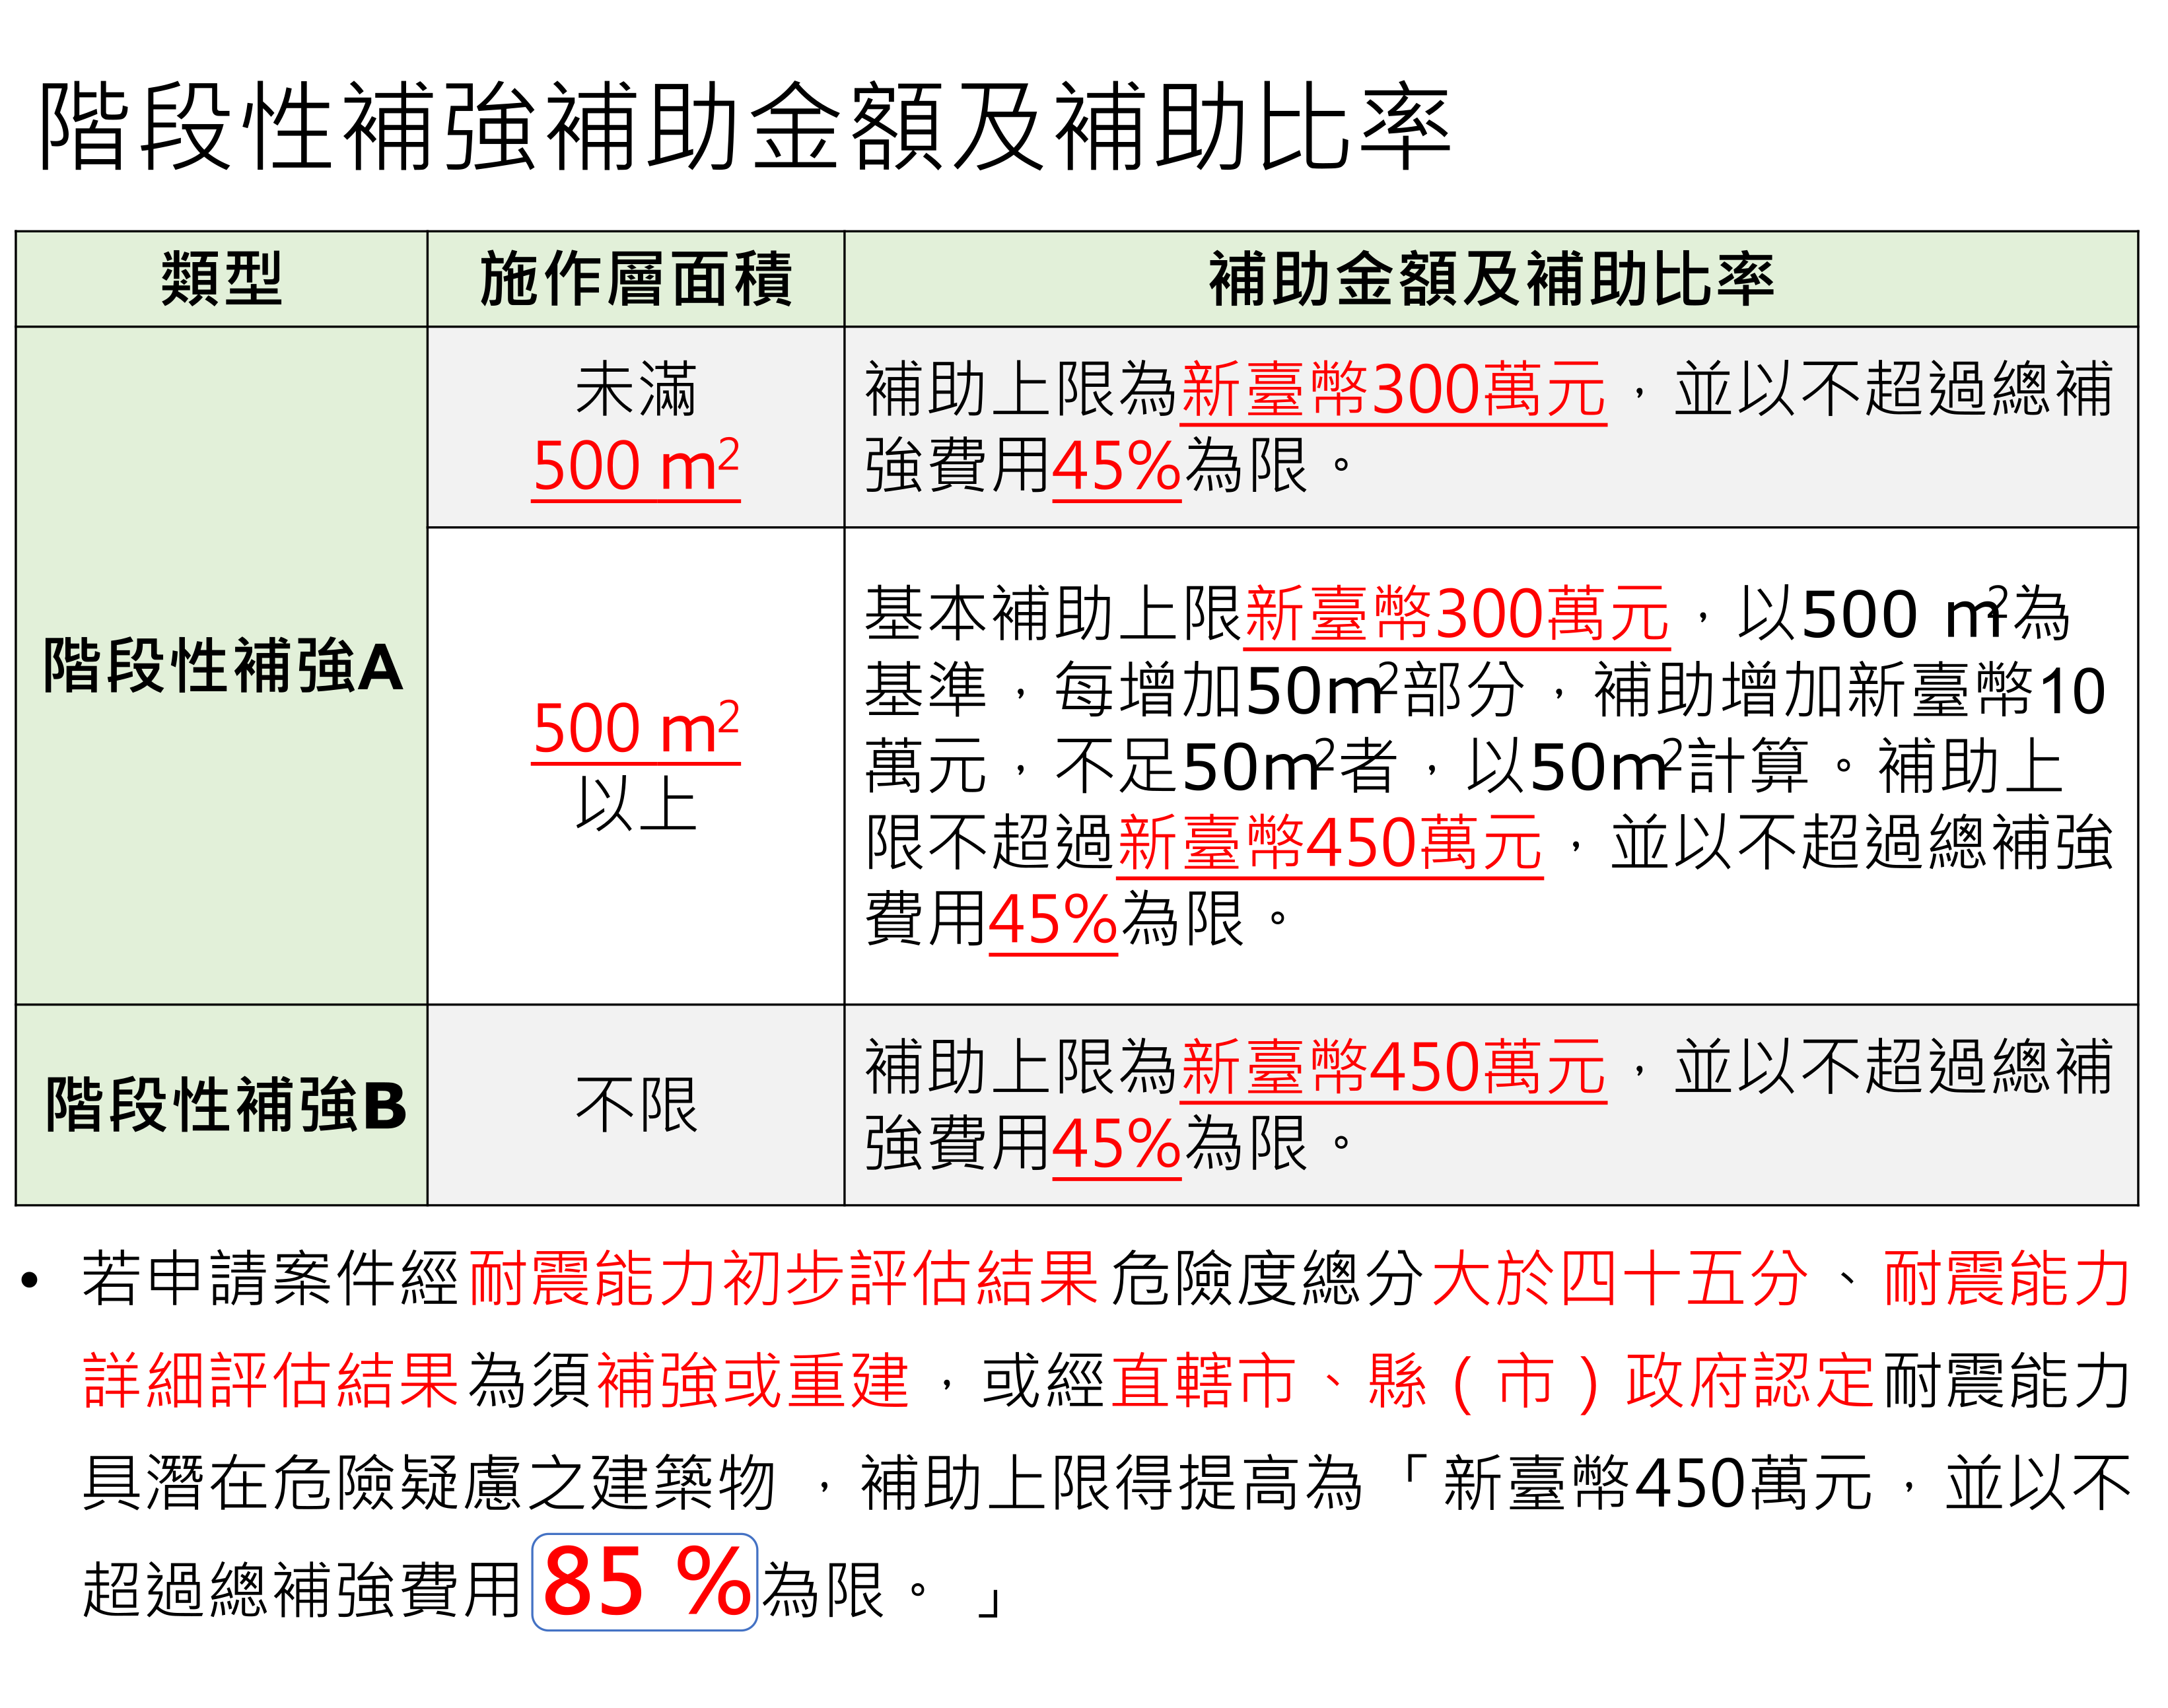 階段性補強補助金額及補助比率
類型
施作層面積
補助金額及補助比率
階段性補強A
未滿
500 m²
補助上限為新臺幣300萬元，並以不超過總補
強費用45%為限。
500 m²
以上
基本補助上限新臺幣300萬元，以500 m²為
基準，每增加50m²部分，補助增加新臺幣10
萬元，不足50m²者，以50m²計算。補助上
限不超過新臺幣450萬元，並以不超過總補強
費用45%為限。
階段性補強B
不限
補助上限為新臺幣450萬元，並以不超過總補
強費用45%為限。
• 若申請案件經耐震能力初步評估結果危險度總分大於四十五分、耐震能力
詳細評估結果為須補強或重建，或經直轄市、縣(市)政府認定耐震能力
具潛在危險疑慮之建築物，補助上限得提高為「新臺幣450萬元，並以不
超過總補強費用85 %為限。」